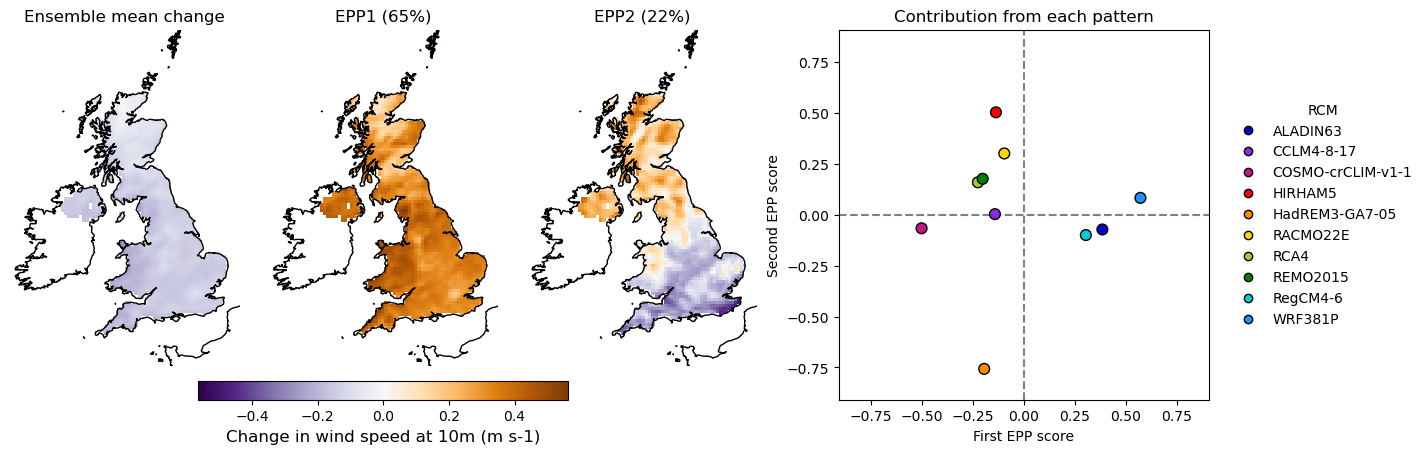 Ensemble mean change
EPP1 (65%)
EPP2 (22%)
Contribution from each pattern
−0.4
−0.2
0.0
0.2
0.4
Change in wind speed at 10m (m s-1)
Second EPP score
0.75
0.50
0.25
0.00
−0.25
−0.50
−0.75
−0.75
−0.50
−0.25
0.00
0.25
0.50
0.75
First EPP score
RCM
ALADIN63
CCLM4-8-17
COSMO-crCLIM-v1-1
HIRHAM5
HadREM3-GA7-05
RACMO22E
RCA4
REMO2015
RegCM4-6
WRF381P